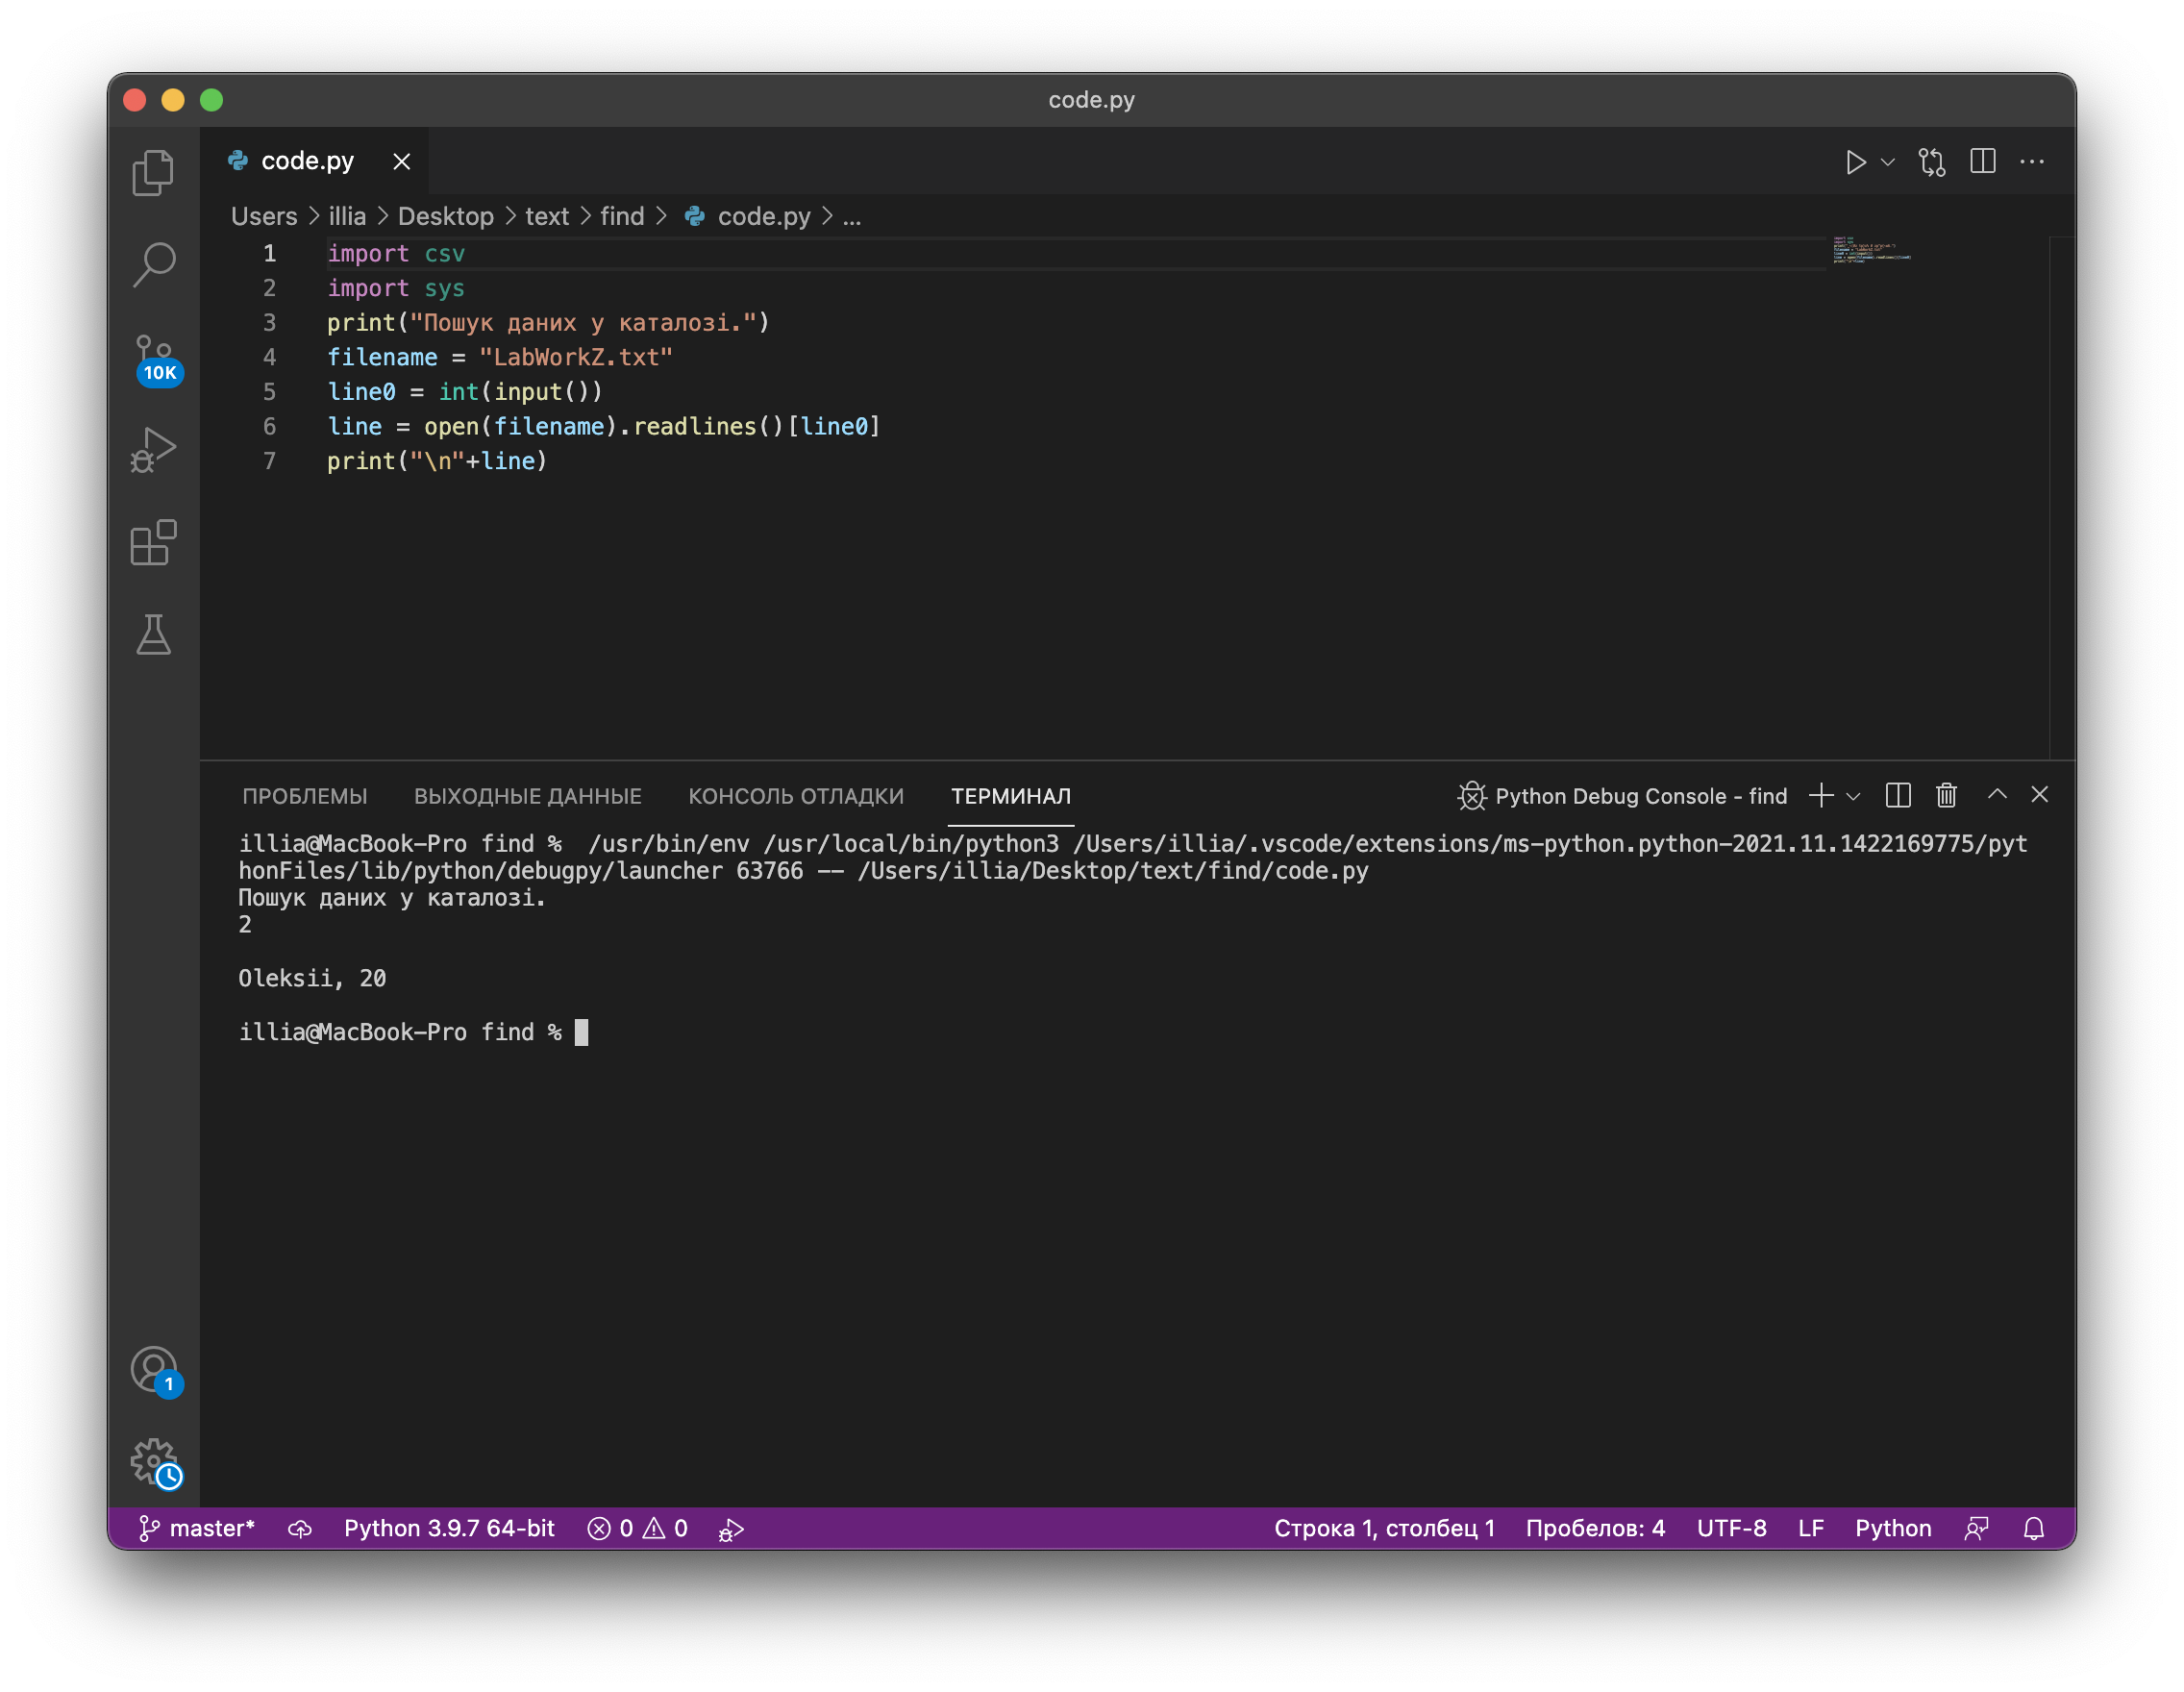 code.py
code.py
Users > illia > Desktop > text > find > code.py > ...
1 import csv
2 import sys
3 print("Пошук даних у каталозі.")
4 filename = "LabWorkZ.txt"
5 line0 = int(input())
6 line = open(filename).readlines()[line0]
7 print("\n"+line)
10K
ПРОБЛЕМЫ ВЫХОДНЫЕ ДАННЫЕ КОНСОЛЬ ОТЛАДКИ ТЕРМИНАЛ Python Debug Console - find
illia@MacBook-Pro find % /usr/bin/env /usr/local/bin/python3 /Users/illia/.vscode/extensions/ms-python.python-2021.11.1422169775/pyt
honFiles/lib/python/debugpy/launcher 63766 -- /Users/illia/Desktop/text/find/code.py
Пошук даних у каталозі.
2
Oleksii, 20
illia@MacBook-Pro find %
1
master* Python 3.9.7 64-bit 0 0 Строка 1, столбец 1 Пробелов: 4 UTF-8 LF Python